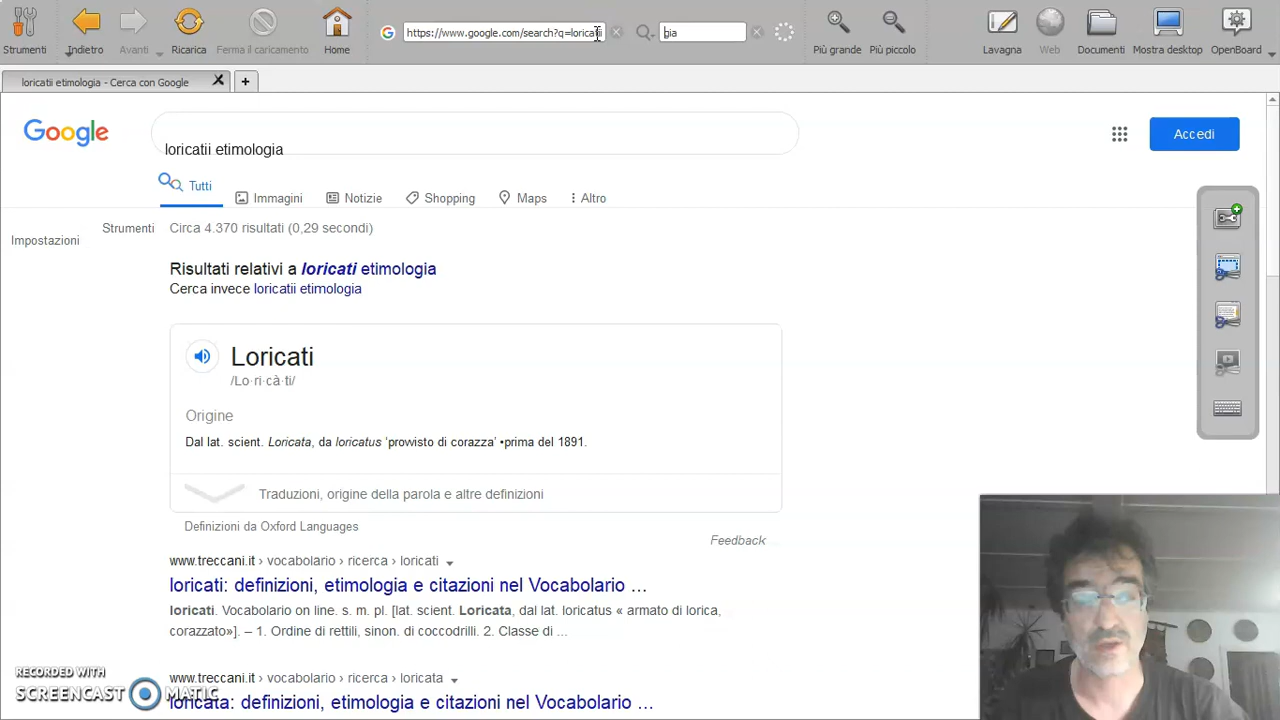 Strumenti
Indietro
Avanti
Ricarica
Ferma il caricamento
Home
https://www.google.com/search?q=loricatii
gia
Più grande
Più piccolo
Lavagna
Web
Documenti
Mostra desktop
OpenBoard
loricatii etimologia - Cerca con Google
Google
loricatii etimologia
Accedi
Tutti
Immagini
Notizie
Shopping
Maps
Altro
Impostazioni
Strumenti
Circa 4.370 risultati (0,29 secondi)
Risultati relativi a loricati etimologia
Cerca invece loricatii etimologia
Loricati
/Lo·ri·cà·ti/
Origine
Dal lat. scient. Loricata, da loricatus ‘provvisto di corazza’ •prima del 1891.
Traduzioni, origine della parola e altre definizioni
Definizioni da Oxford Languages
Feedback
www.treccani.it › vocabolario › ricerca › loricati
loricati: definizioni, etimologia e citazioni nel Vocabolario ...
loricati. Vocabolario on line. s. m. pl. [lat. scient. Loricata, dal lat. loricatus « armato di lorica,
corazzato»]. – 1. Ordine di rettili, sinon. di coccodrilli. 2. Classe di ...
www.treccani.it › vocabolario › ricerca › loricata
loricata: definizioni, etimologia e citazioni nel Vocabolario ...
RECORDED WITH
SCREENCAST MATIC